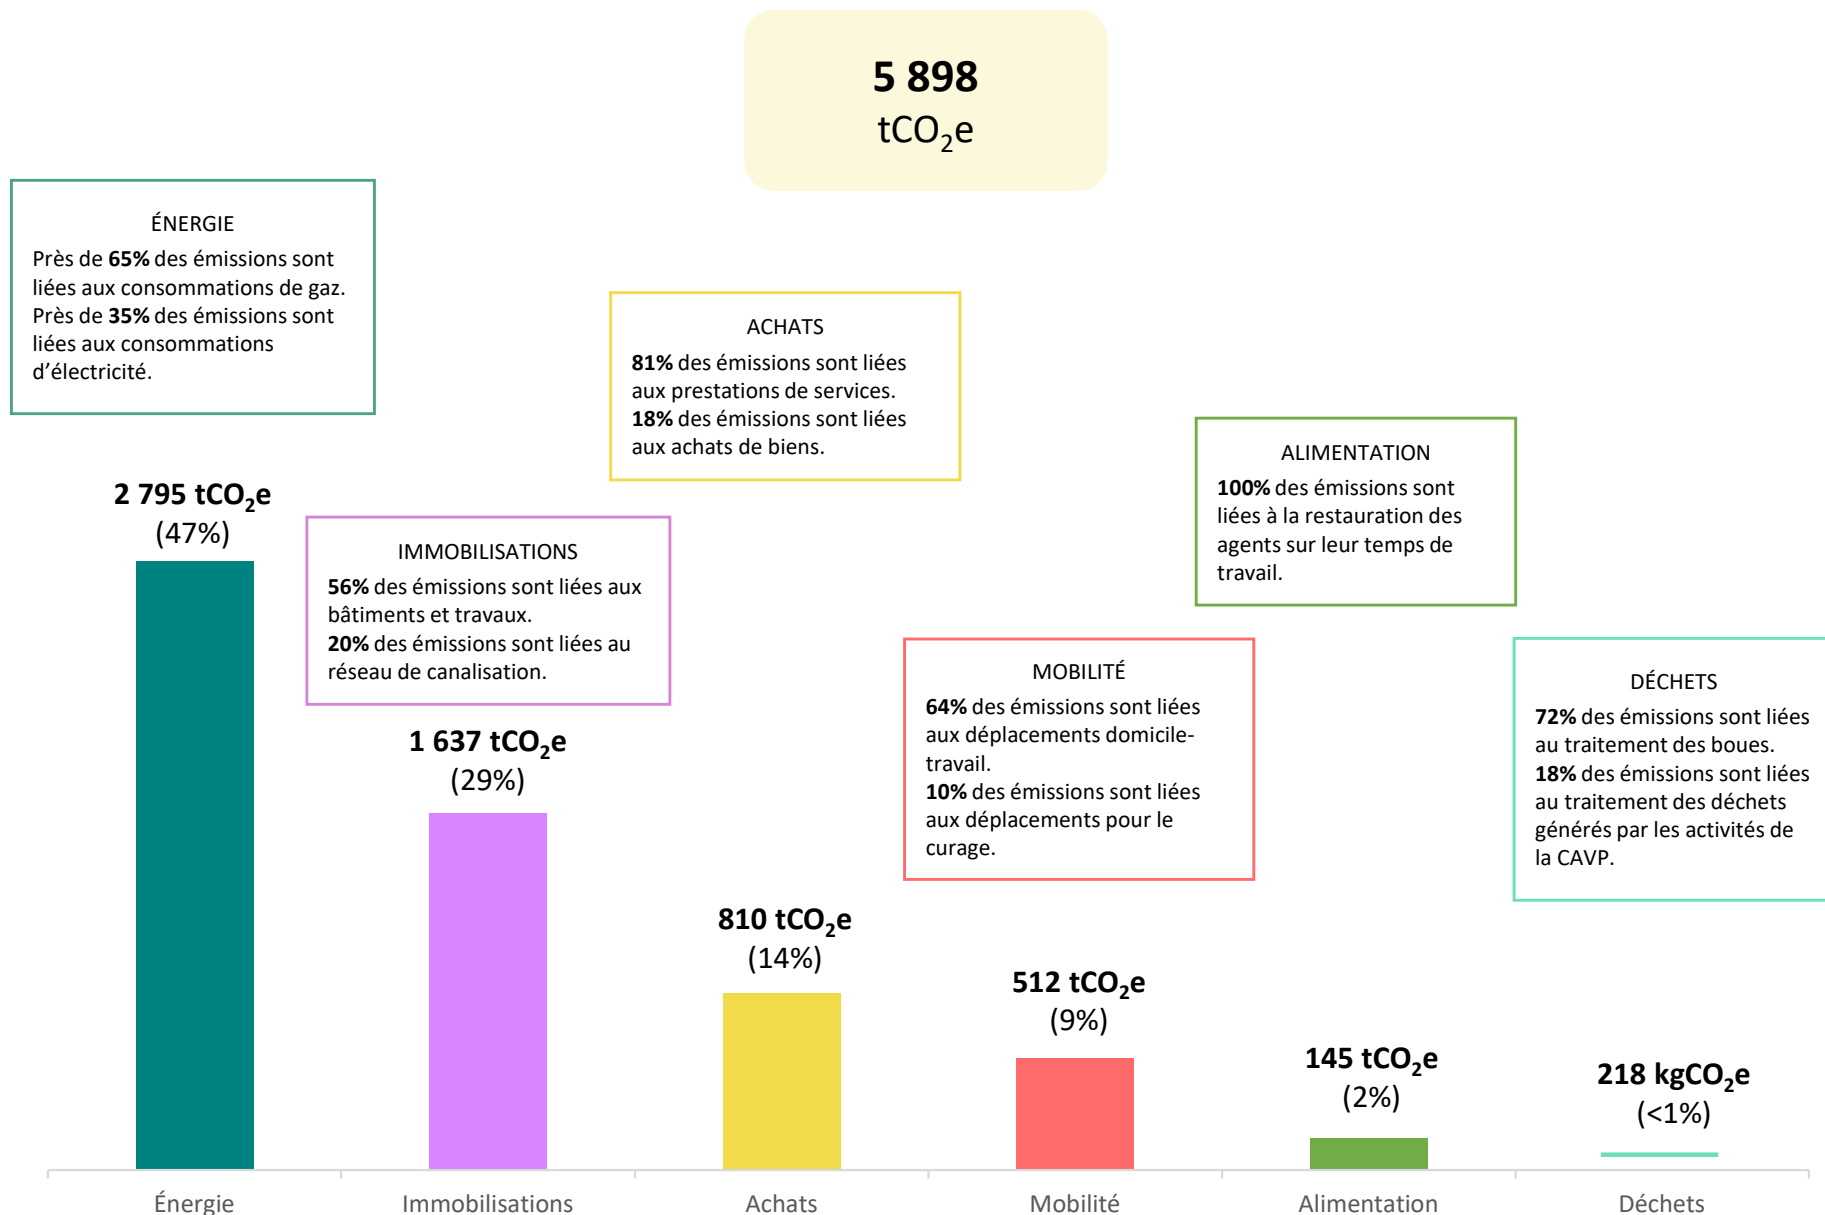 5 898
tCO₂e
ÉNERGIE
Près de 65% des émissions sont
liées aux consommations de gaz.
Près de 35% des émissions sont
liées aux consommations
d’électricité.
2 795 tCO₂e
(47%)
IMMOBILISATIONS
56% des émissions sont liées aux
bâtiments et travaux.
20% des émissions sont liées au
réseau de canalisation.
1 637 tCO₂e
(29%)
ACHATS
81% des émissions sont liées
aux prestations de services.
18% des émissions sont liées
aux achats de biens.
810 tCO₂e
(14%)
MOBILITÉ
64% des émissions sont liées
aux déplacements domicile-
travail.
10% des émissions sont liées
aux déplacements pour le
curage.
512 tCO₂e
(9%)
ALIMENTATION
100% des émissions sont
liées à la restauration des
agents sur leur temps de
travail.
145 tCO₂e
(2%)
DÉCHETS
72% des émissions sont liées
au traitement des boues.
18% des émissions sont liées
au traitement des déchets
générés par les activités de
la CAVP.
218 kgCO₂e
(<1%)
Énergie
Immobilisations
Achats
Mobilité
Alimentation
Déchets